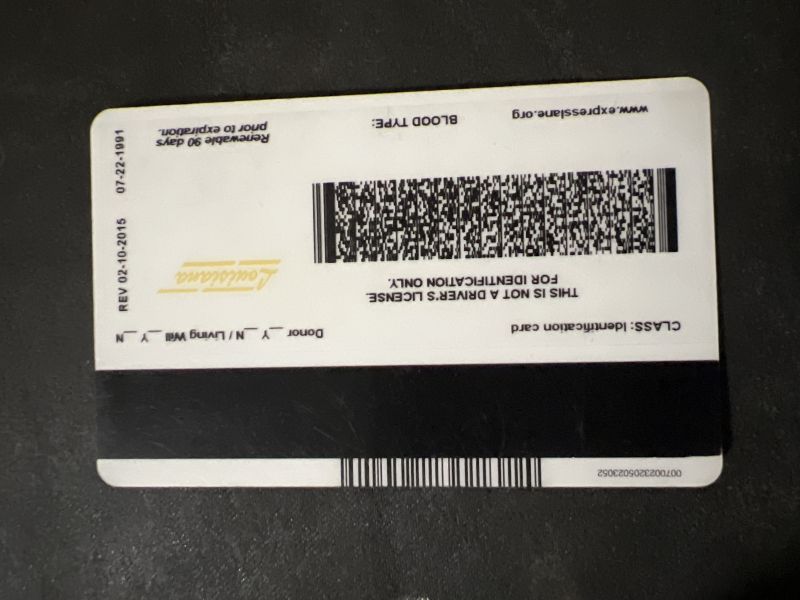 0070023205023052
CLASS: Identification card
Donor __Y __N / Living Will __Y __N
THIS IS NOT A DRIVER'S LICENSE.
FOR IDENTIFICATION ONLY.
Louisiana
www.expresslane.org
BLOOD TYPE:
Renewable 90 days
prior to expiration.
REV 02-10-2015
07-22-1991